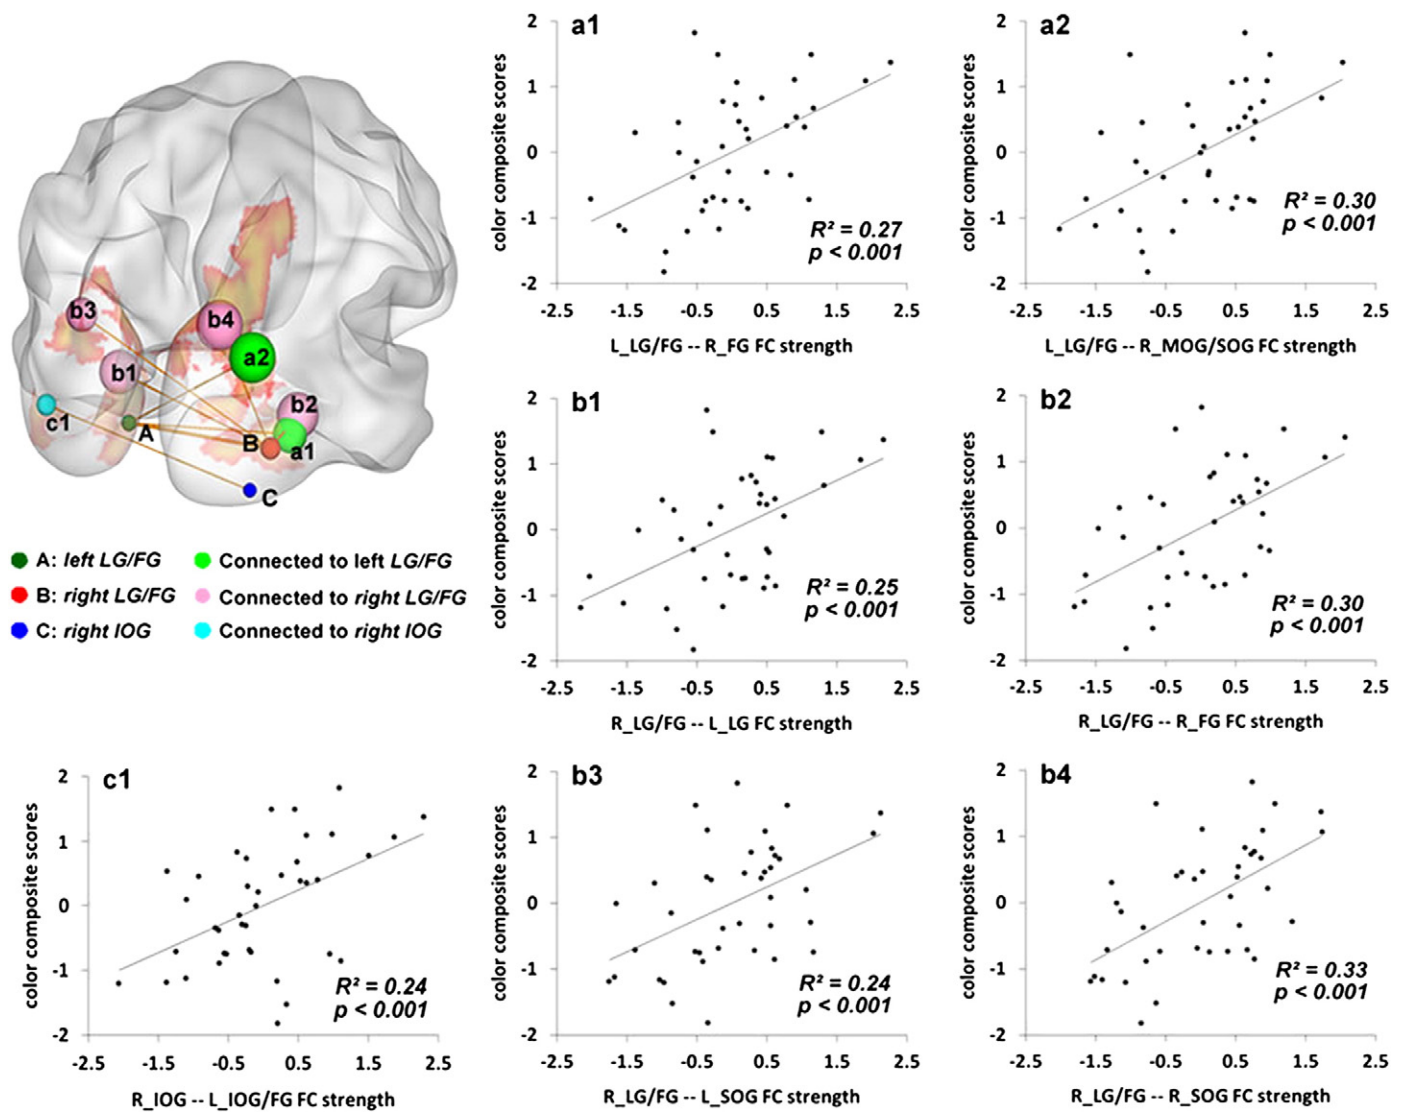 b3
b4
a2
b1
b2
c1
A
B
a1
C
A: left LG/FG
Connected to left LG/FG
B: right LG/FG
Connected to right LG/FG
C: right IOG
Connected to right IOG
a1
color composite scores
2
1
0
-1
-2
-2.5 -1.5 -0.5 0.5 1.5 2.5
R² = 0.27
p < 0.001
L_LG/FG -- R_FG FC strength
a2
color composite scores
2
1
0
-1
-2
-2.5 -1.5 -0.5 0.5 1.5 2.5
R² = 0.30
p < 0.001
L_LG/FG -- R_MOG/SOG FC strength
b1
color composite scores
2
1
0
-1
-2
-2.5 -1.5 -0.5 0.5 1.5 2.5
R² = 0.25
p < 0.001
R_LG/FG -- L_LG FC strength
b2
color composite scores
2
1
0
-1
-2
-2.5 -1.5 -0.5 0.5 1.5 2.5
R² = 0.30
p < 0.001
R_LG/FG -- R_FG FC strength
c1
color composite scores
2
1
0
-1
-2
-2.5 -1.5 -0.5 0.5 1.5 2.5
R² = 0.24
p < 0.001
R_IOG -- L_IOG/FG FC strength
b3
color composite scores
2
1
0
-1
-2
-2.5 -1.5 -0.5 0.5 1.5 2.5
R² = 0.24
p < 0.001
R_LG/FG -- L_SOG FC strength
b4
color composite scores
2
1
0
-1
-2
-2.5 -1.5 -0.5 0.5 1.5 2.5
R² = 0.33
p < 0.001
R_LG/FG -- R_SOG FC strength